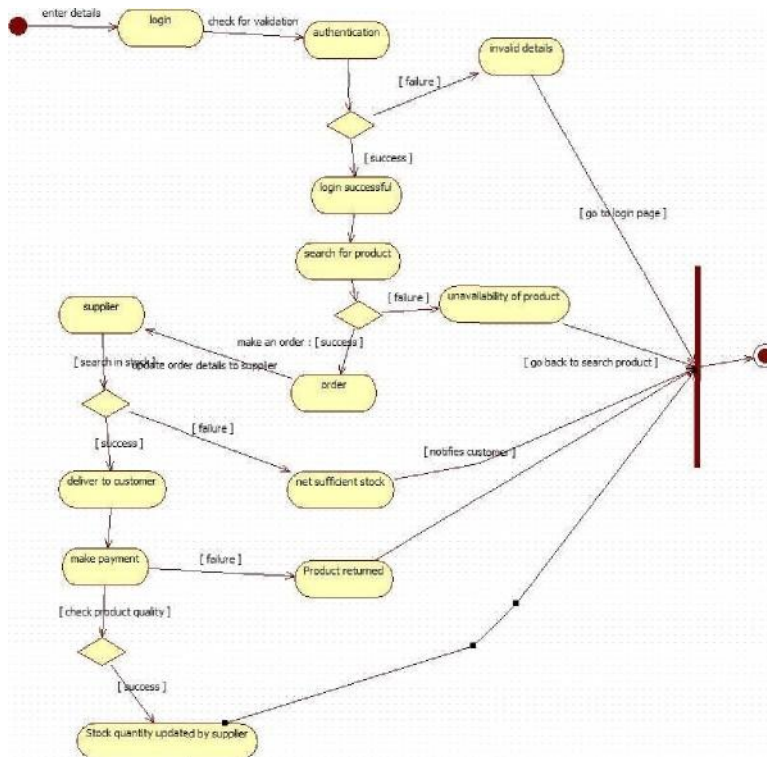 enter details
login
check for validation
authentication
invalid details
[ failure ]
[ success ]
login successful
[ go to login page ]
search for product
supplier
[ failure ]
unavailability of product
make an order : [ success ]
[ search in stock ]
update order details to supplier
[ go back to search product ]
order
[ failure ]
[ success ]
[ notifies customer ]
deliver to customer
net sufficient stock
make payment
[ failure ]
Product returned
[ check product quality ]
[ success ]
Stock quantity updated by supplier